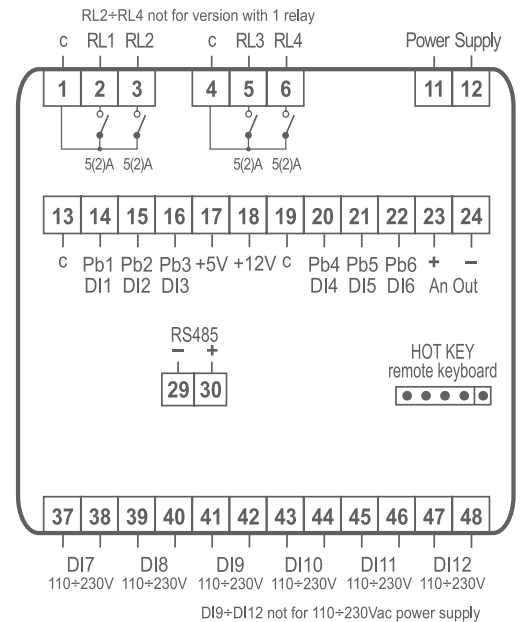 RL2÷RL4 not for version with 1 relay
c RL1 RL2 c RL3 RL4 Power Supply
1 2 3 4 5 6 11 12
5(2)A 5(2)A 5(2)A 5(2)A
13 14 15 16 17 18 19 20 21 22 23 24
c Pb1 Pb2 Pb3 +5V +12V c Pb4 Pb5 Pb6 + −
DI1 DI2 DI3 DI4 DI5 DI6 An Out
RS485
− +
29 30
HOT KEY
remote keyboard
37 38 39 40 41 42 43 44 45 46 47 48
DI7 DI8 DI9 DI10 DI11 DI12
110÷230V 110÷230V 110÷230V 110÷230V 110÷230V 110÷230V
DI9÷DI12 not for 110÷230Vac power supply